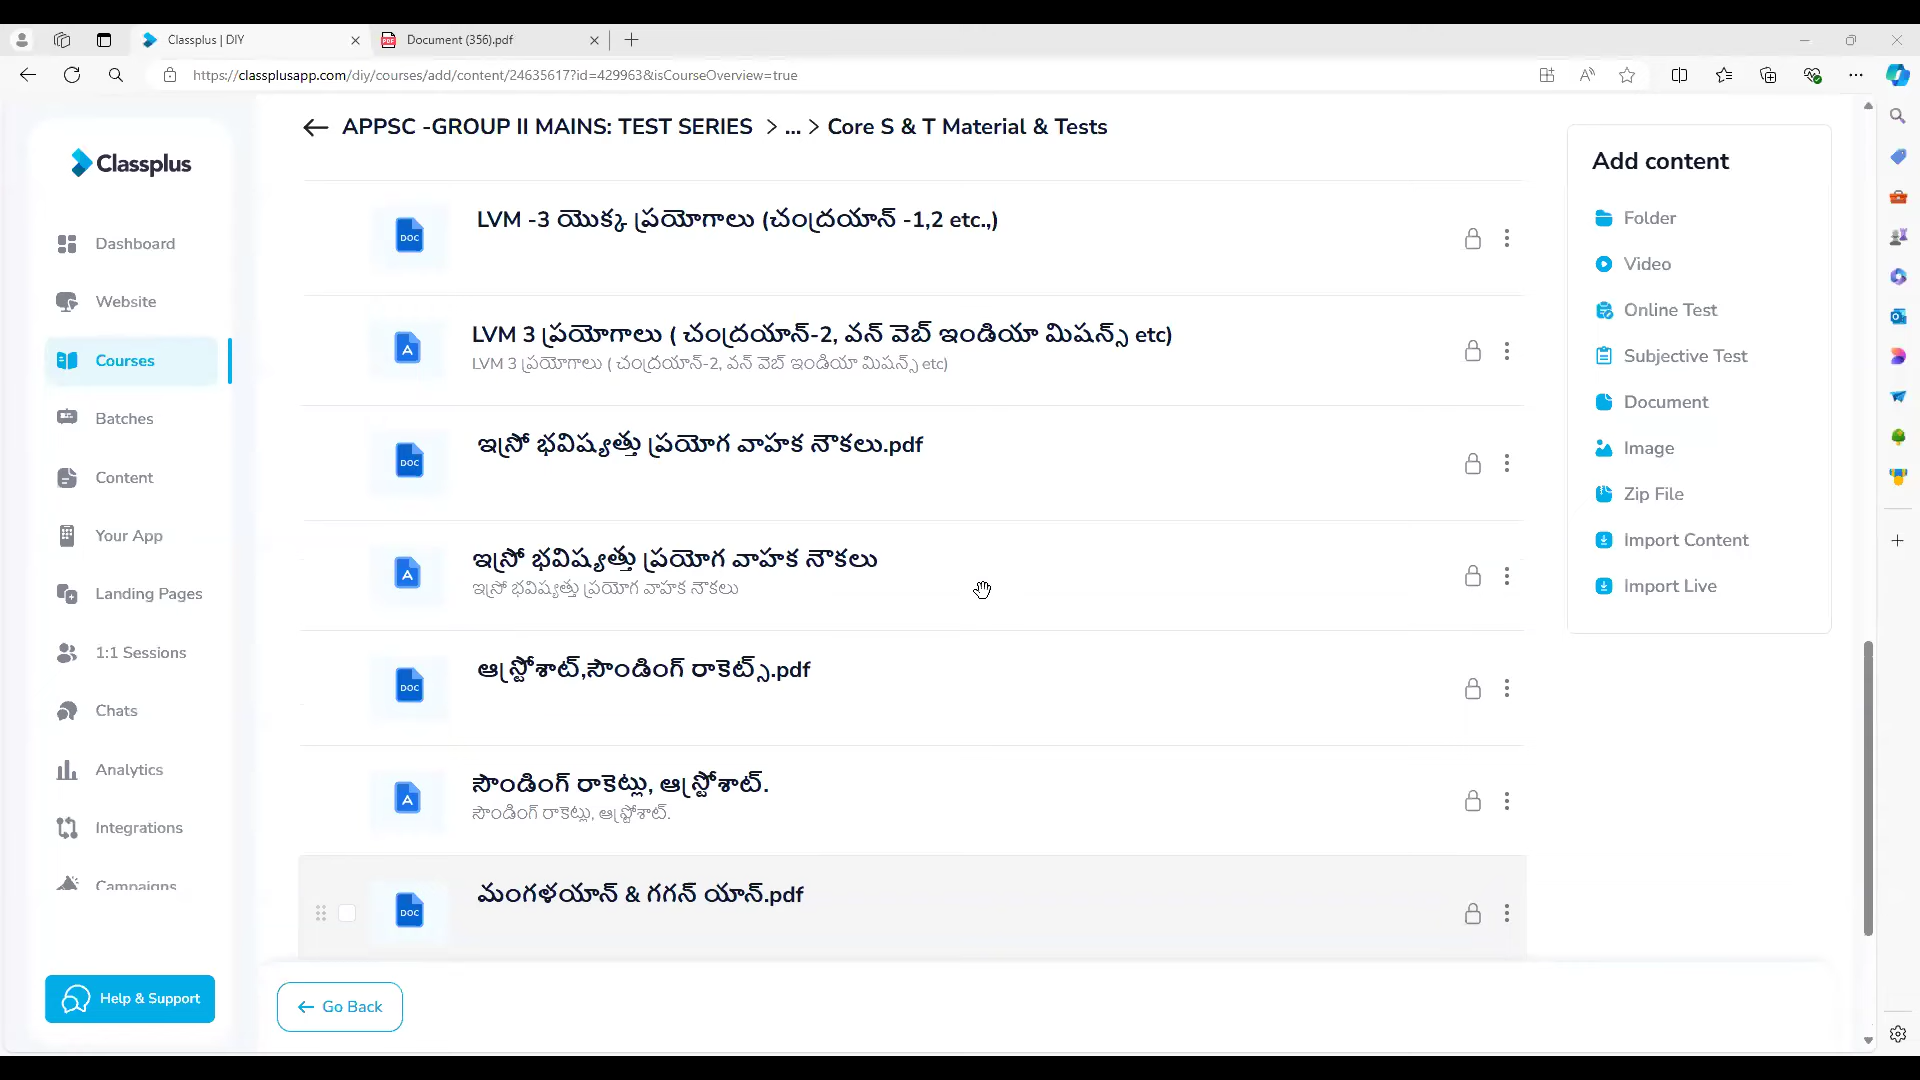 Classplus | DIY
Document (356).pdf
https://classplusapp.com/diy/courses/add/content/24635617?id=429963&isCourseOverview=true
Classplus
Dashboard
Website
Courses
Batches
Content
Your App
Landing Pages
1:1 Sessions
Chats
Analytics
Integrations
Campaigns
Help & Support
APPSC -GROUP II MAINS: TEST SERIES > ... > Core S & T Material & Tests
DOC
LVM -3 యొక్క ప్రయోగాలు (చంద్రయాన్ -1,2 etc.,)
A
LVM 3 ప్రయోగాలు ( చంద్రయాన్-2, వన్ వెబ్ ఇండియా మిషన్స్ etc)
LVM 3 ప్రయోగాలు ( చంద్రయాన్-2, వన్ వెబ్ ఇండియా మిషన్స్ etc)
DOC
ఇస్రో భవిష్యత్తు ప్రయోగ వాహక నౌకలు.pdf
A
ఇస్రో భవిష్యత్తు ప్రయోగ వాహక నౌకలు
ఇస్రో భవిష్యత్తు ప్రయోగ వాహక నౌకలు
DOC
ఆస్ట్రోశాట్,సౌండింగ్ రాకెట్స్.pdf
A
సౌండింగ్ రాకెట్లు, ఆస్ట్రోశాట్.
సౌండింగ్ రాకెట్లు, ఆస్ట్రోశాట్.
DOC
మంగళయాన్ & గగన్ యాన్.pdf
Go Back
Add content
Folder
Video
Online Test
Subjective Test
Document
Image
Zip File
Import Content
Import Live